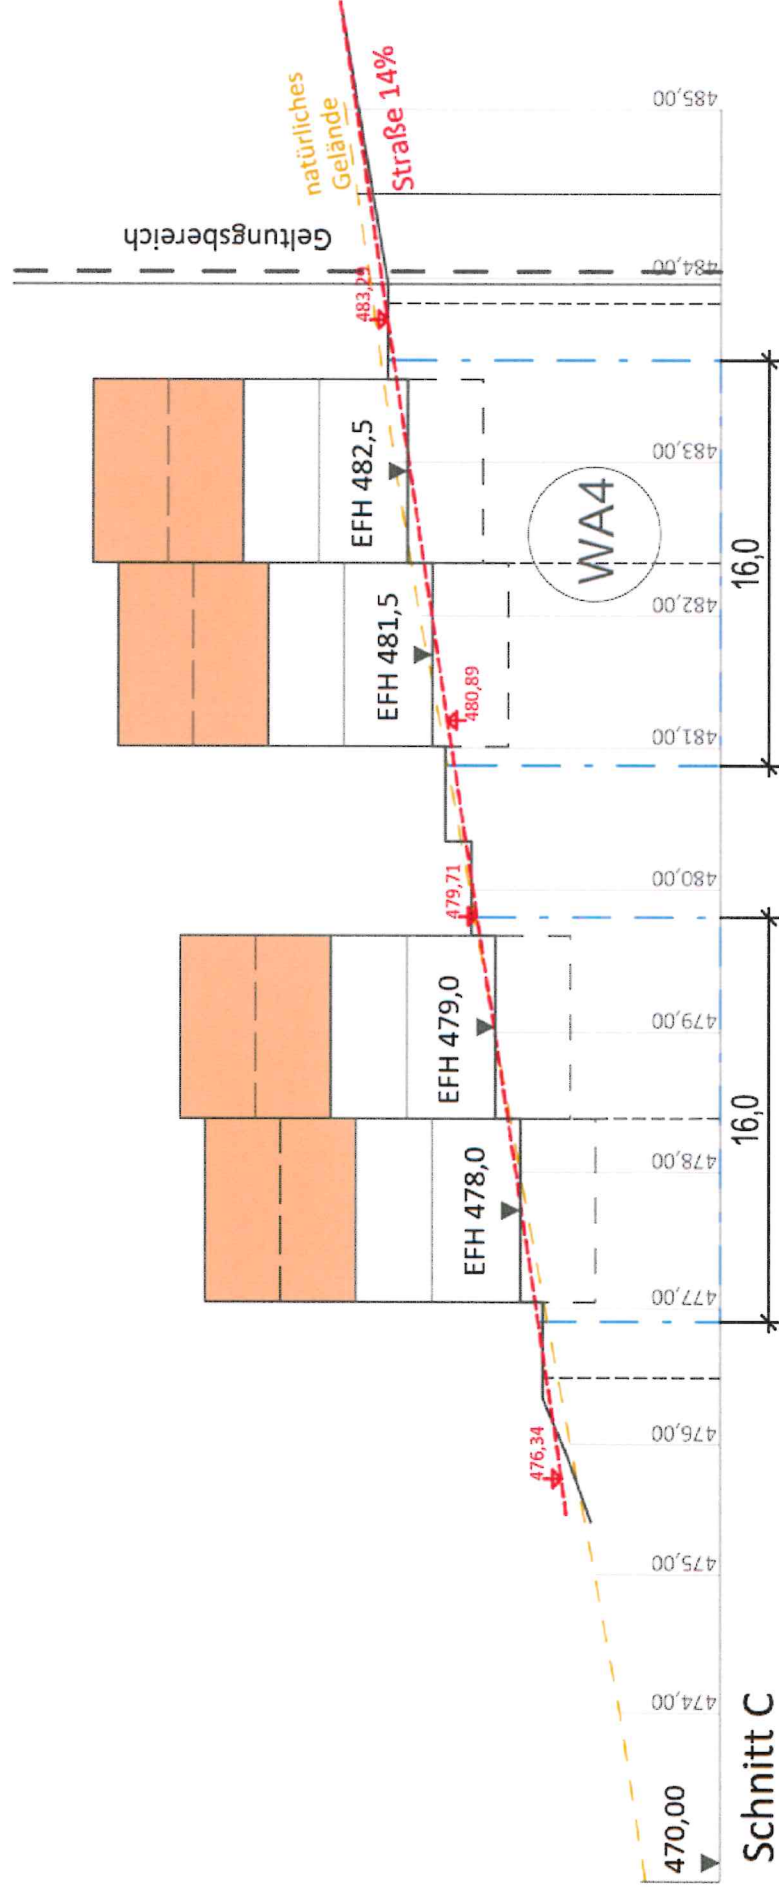 natürliches
Gelände
Straße 14%
Geltungsbereich
483,29
EFH 482,5
EFH 481,5
480,89
479,71
EFH 479,0
EFH 478,0
476,34
WA4
470,00
474,00
475,00
476,00
477,00
478,00
479,00
480,00
481,00
482,00
483,00
484,00
485,00
16,0
16,0
Schnitt C